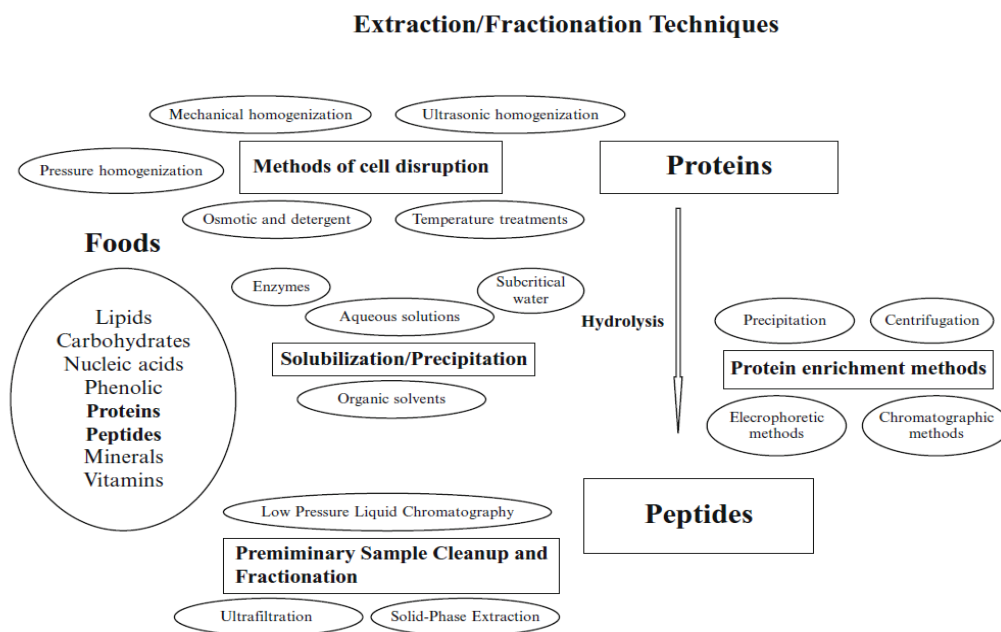 Extraction/Fractionation Techniques
Mechanical homogenization
Ultrasonic homogenization
Pressure homogenization
Methods of cell disruption
Proteins
Osmotic and detergent
Temperature treatments
Foods
Lipids
Carbohydrates
Nucleic acids
Phenolic
Proteins
Peptides
Minerals
Vitamins
Enzymes
Subcritical
water
Aqueous solutions
Solubilization/Precipitation
Organic solvents
Hydrolysis
Precipitation
Centrifugation
Protein enrichment methods
Elecrophoretic
methods
Chromatographic
methods
Peptides
Low Pressure Liquid Chromatography
Premiminary Sample Cleanup and
Fractionation
Ultrafiltration
Solid-Phase Extraction